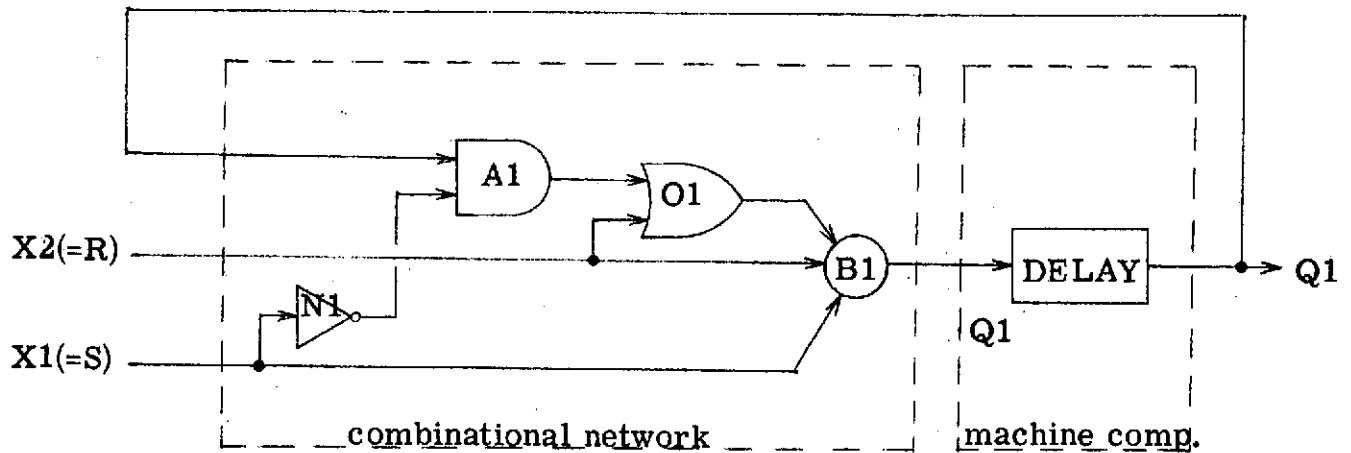 A1
O1
X2(=R)
B1
DELAY
Q1
N1
Q1
X1(=S)
combinational network
machine comp.